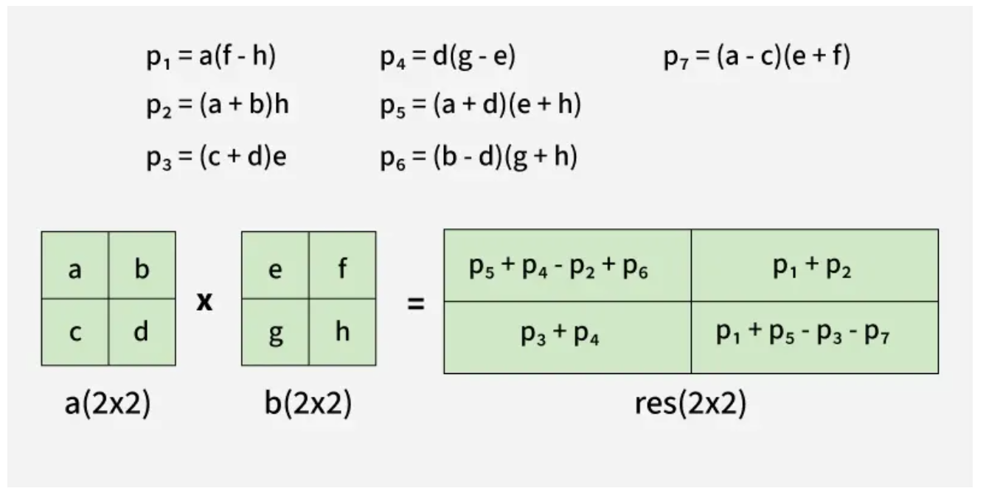 p₁ = a(f - h)
p₂ = (a + b)h
p₃ = (c + d)e
p₄ = d(g - e)
p₅ = (a + d)(e + h)
p₆ = (b - d)(g + h)
p₇ = (a - c)(e + f)
a b
c d
a(2x2)
x
e f
g h
b(2x2)
=
p₅ + p₄ - p₂ + p₆
p₁ + p₂
p₃ + p₄
p₁ + p₅ - p₃ - p₇
res(2x2)